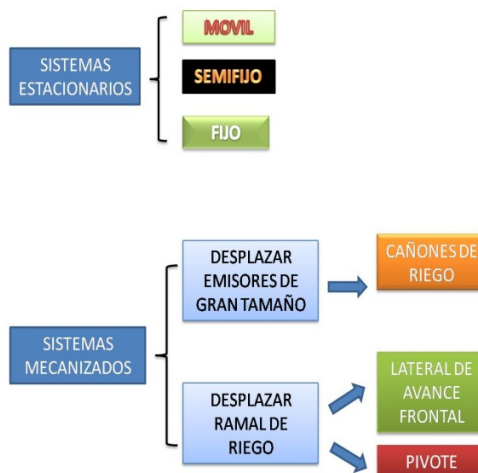 MOVIL
SISTEMAS
ESTACIONARIOS
SEMIFIJO
FIJO
DESPLAZAR
EMISORES DE
GRAN TAMAÑO
CAÑONES DE
RIEGO
SISTEMAS
MECANIZADOS
DESPLAZAR
RAMAL DE
RIEGO
LATERAL DE
AVANCE
FRONTAL
PIVOTE